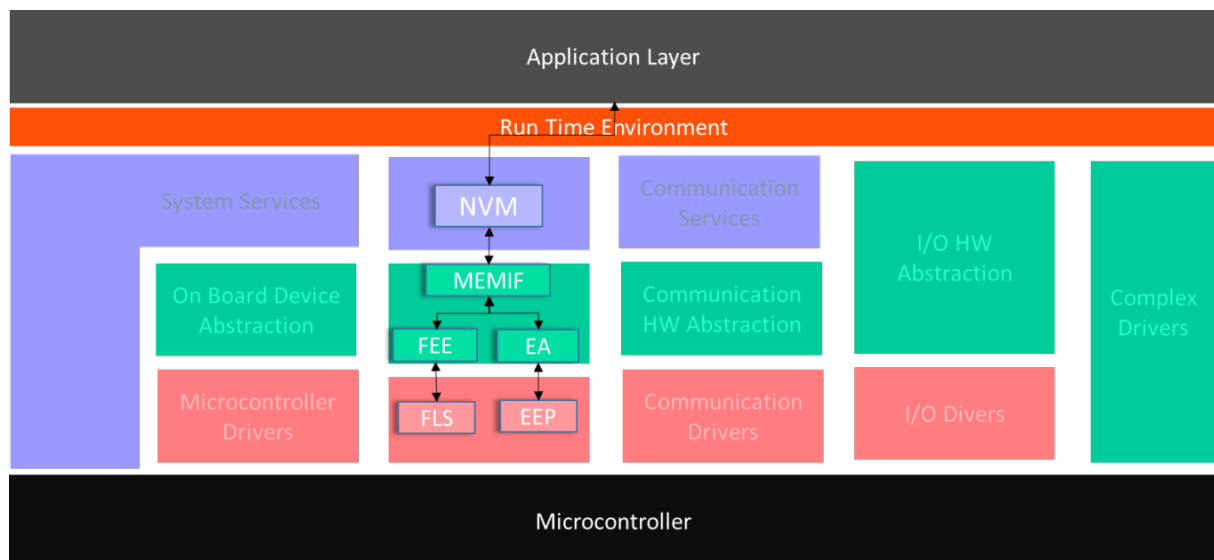 Application Layer
Run Time Environment
System Services
NVM
Communication
Services
I/O HW
Abstraction
Complex
Drivers
On Board Device
Abstraction
MEMIF
FEE
EA
Communication
HW Abstraction
Microcontroller
Drivers
FLS
EEP
Communication
Drivers
I/O Divers
Microcontroller